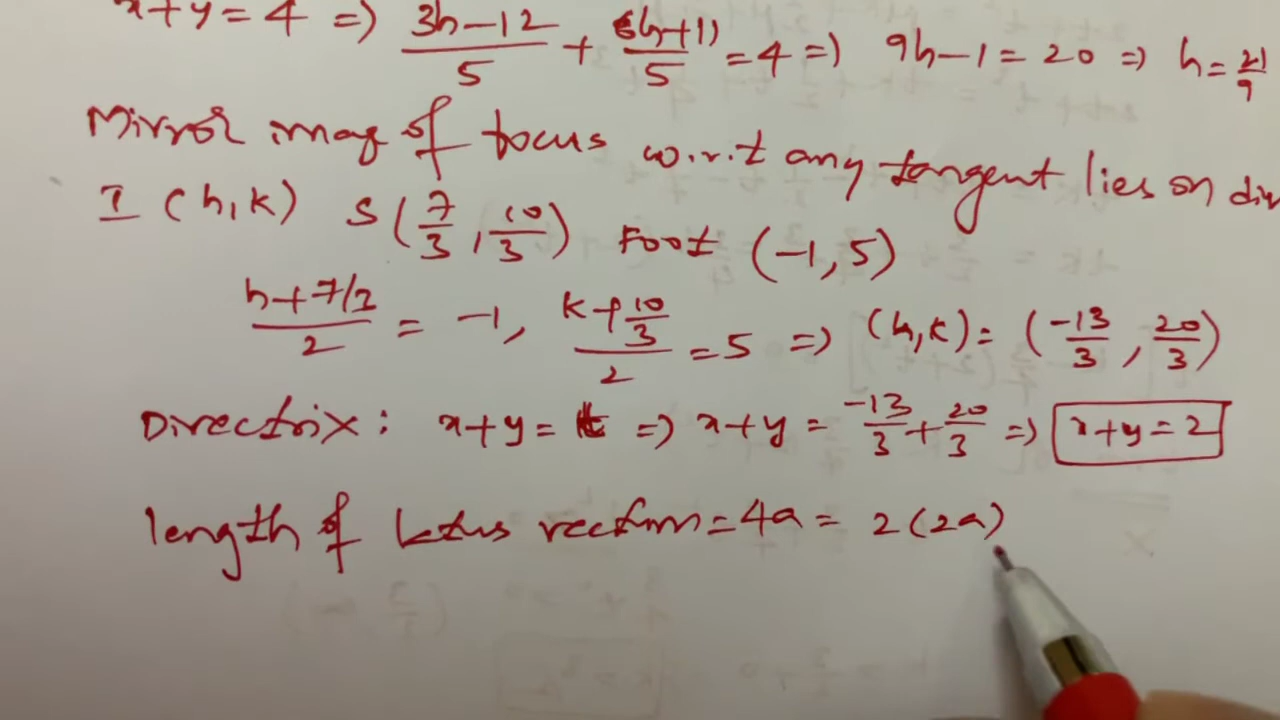 x+y=4 => (3h-12)/5 + (6h+11)/5 = 4 => 9h-1=20 => h=21/9
Mirror imag of focus w.r.t any tangent lies on dir
I (h,k) S(7/3, 10/3) Foot (-1,5)
(h+7/3)/2 = -1, (k+10/3)/2 = 5 => (h,k) = (-13/3, 20/3)
Directrix: x+y= k => x+y = -13/3 + 20/3 => x+y=2
length of Latus rectum = 4a = 2(2a)